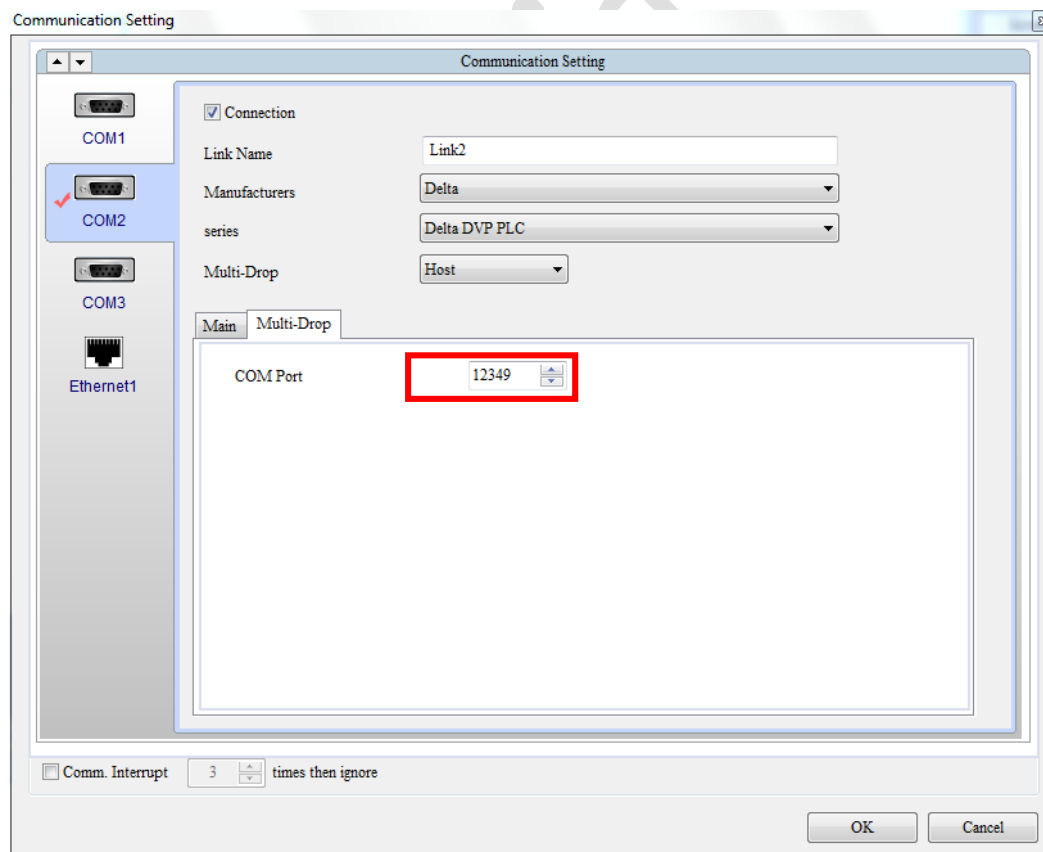 Communication Setting
Communication Setting
COM1
COM2
COM3
Ethernet1
Connection
Link Name Link2
Manufacturers Delta
series Delta DVP PLC
Multi-Drop Host
Main Multi-Drop
COM Port 12349
Comm. Interrupt 3 times then ignore
OK Cancel